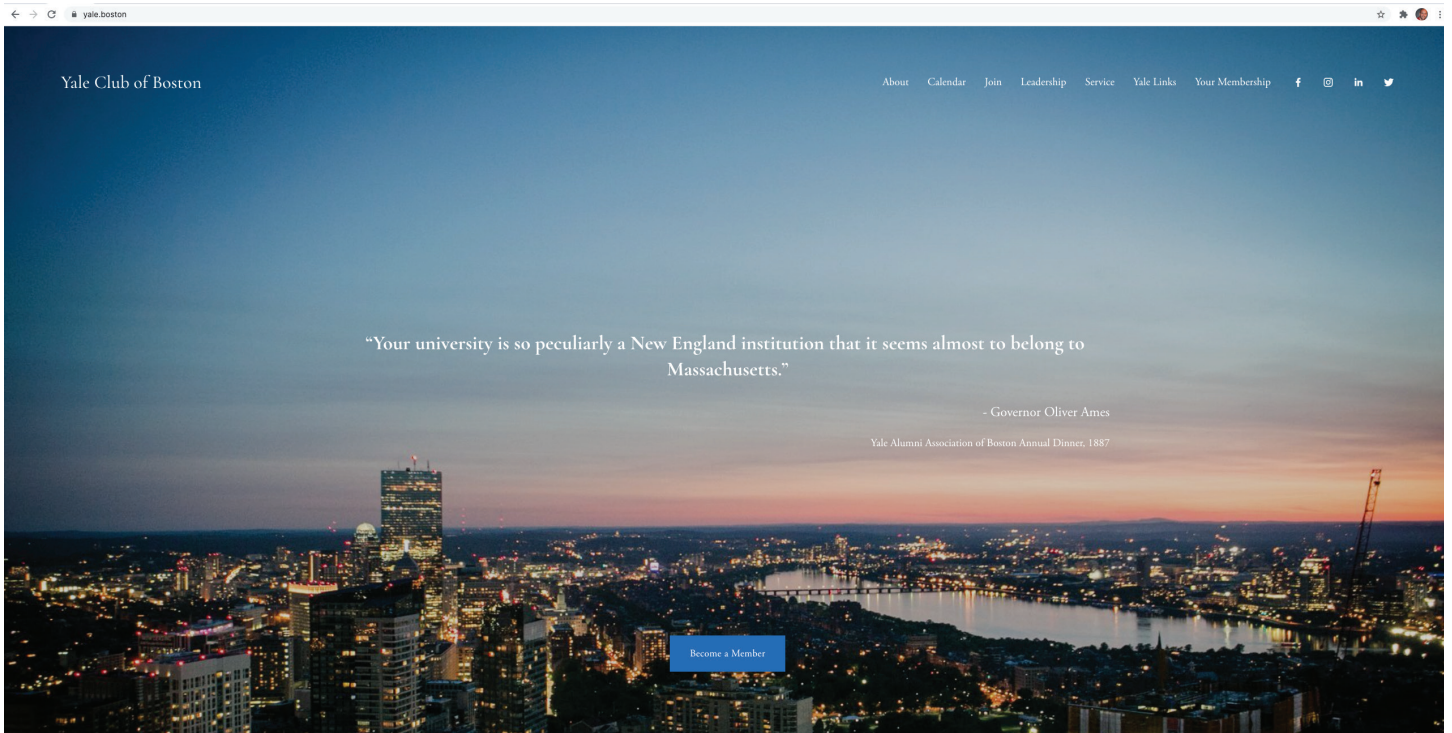 yale.boston
Yale Club of Boston
About Calendar Join Leadership Service Yale Links Your Membership
“Your university is so peculiarly a New England institution that it seems almost to belong to
Massachusetts.”
- Governor Oliver Ames
Yale Alumni Association of Boston Annual Dinner, 1887
Become a Member